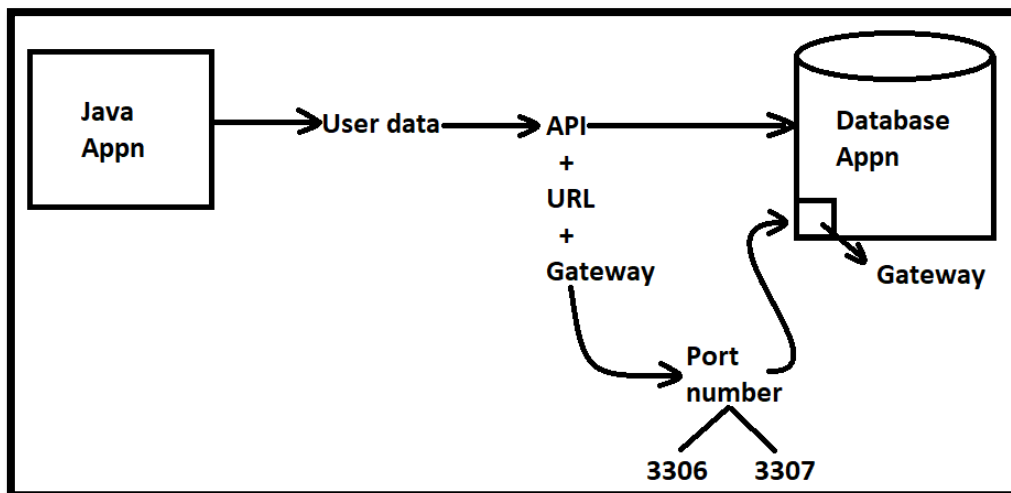 Java
Appn
User data
API
+
URL
+
Gateway
Database
Appn
Gateway
Port
number
3306
3307